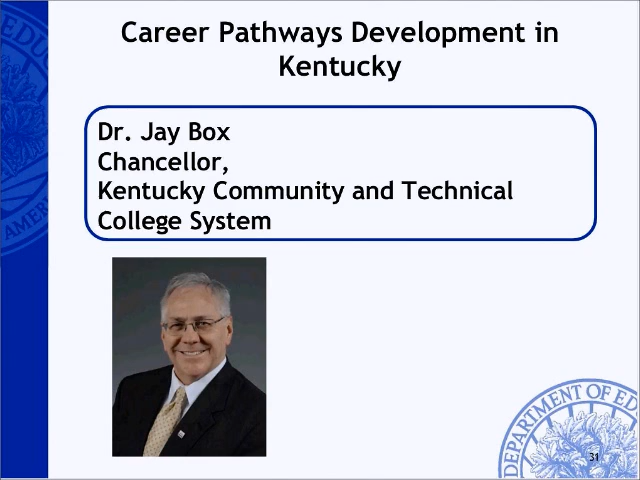 Career Pathways Development in
Kentucky
Dr. Jay Box
Chancellor,
Kentucky Community and Technical
College System
DEPARTMENT OF ED
31
AMERI